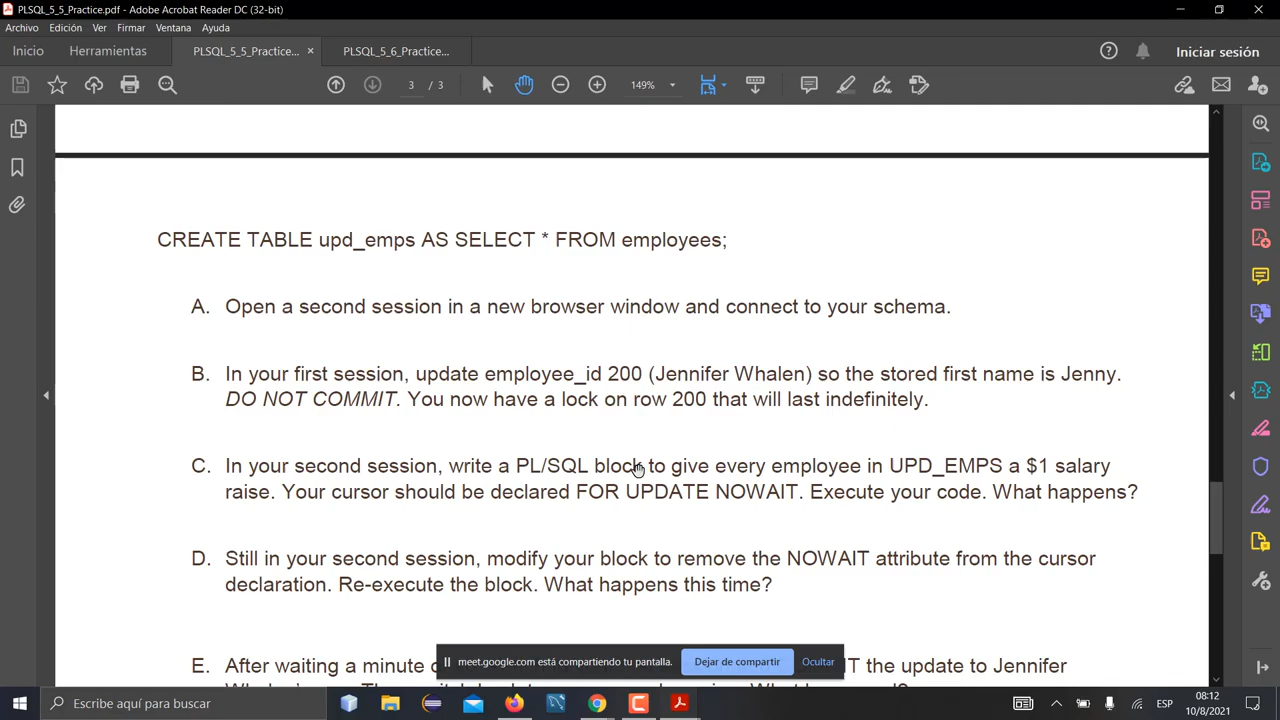 PLSQL_5_5_Practice.pdf - Adobe Acrobat Reader DC (32-bit)
Archivo Edición Ver Firmar Ventana Ayuda
Inicio Herramientas PLSQL_5_5_Practice... × PLSQL_5_6_Practice... Iniciar sesión
3 / 3 149%
CREATE TABLE upd_emps AS SELECT * FROM employees;
A. Open a second session in a new browser window and connect to your schema.
B. In your first session, update employee_id 200 (Jennifer Whalen) so the stored first name is Jenny.
DO NOT COMMIT. You now have a lock on row 200 that will last indefinitely.
C. In your second session, write a PL/SQL block to give every employee in UPD_EMPS a $1 salary
raise. Your cursor should be declared FOR UPDATE NOWAIT. Execute your code. What happens?
D. Still in your second session, modify your block to remove the NOWAIT attribute from the cursor
declaration. Re-execute the block. What happens this time?
E. After waiting a minute the update to Jennifer
meet.google.com está compartiendo tu pantalla. Dejar de compartir Ocultar
Escribe aquí para buscar
ESP
08:12
10/8/2021